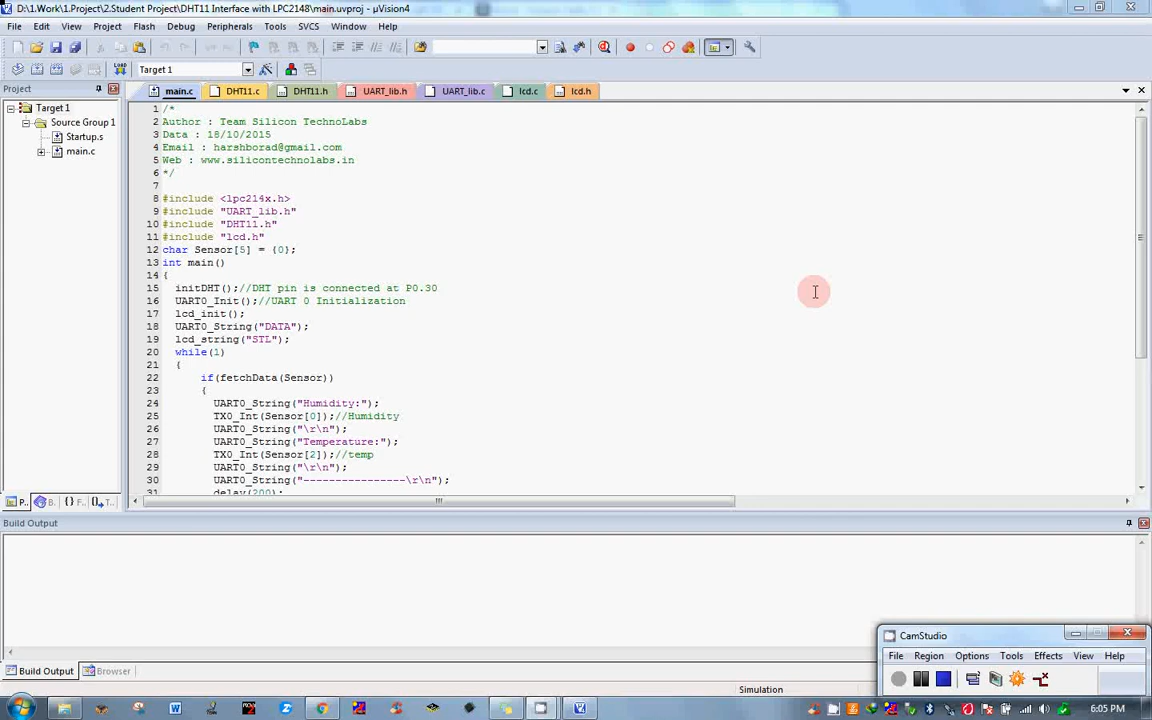 D:\1.Work\1.Project\2.Student Project\DHT11 Interface with LPC2148\main.uvproj - µVision4
File Edit View Project Flash Debug Peripherals Tools SVCS Window Help
Target 1
Project
main.c DHT11.c DHT11.h UART_lib.h UART_lib.c lcd.c lcd.h
Target 1
Source Group 1
Startup.s
main.c
1 /*
2 Author : Team Silicon TechnoLabs
3 Data : 18/10/2015
4 Email : harshborad@gmail.com
5 Web : www.silicontechnolabs.in
6 */
7
8 #include <lpc214x.h>
9 #include "UART_lib.h"
10 #include "DHT11.h"
11 #include "lcd.h"
12 char Sensor[5] = {0};
13 int main()
14 {
15 initDHT();//DHT pin is connected at P0.30
16 UART0_Init();//UART 0 Initialization
17 lcd_init();
18 UART0_String("DATA");
19 lcd_string("STL");
20 while(1)
21 {
22 if(fetchData(Sensor))
23 {
24 UART0_String("Humidity:");
25 TX0_Int(Sensor[0]);//Humidity
26 UART0_String("\r\n");
27 UART0_String("Temperature:");
28 TX0_Int(Sensor[2]);//temp
29 UART0_String("\r\n");
30 UART0_String("----------------\r\n");
31 delay(200);
P.. B.. F.. T..
Build Output
CamStudio
File Region Options Tools Effects View Help
Build Output Browser
Simulation
6:05 PM